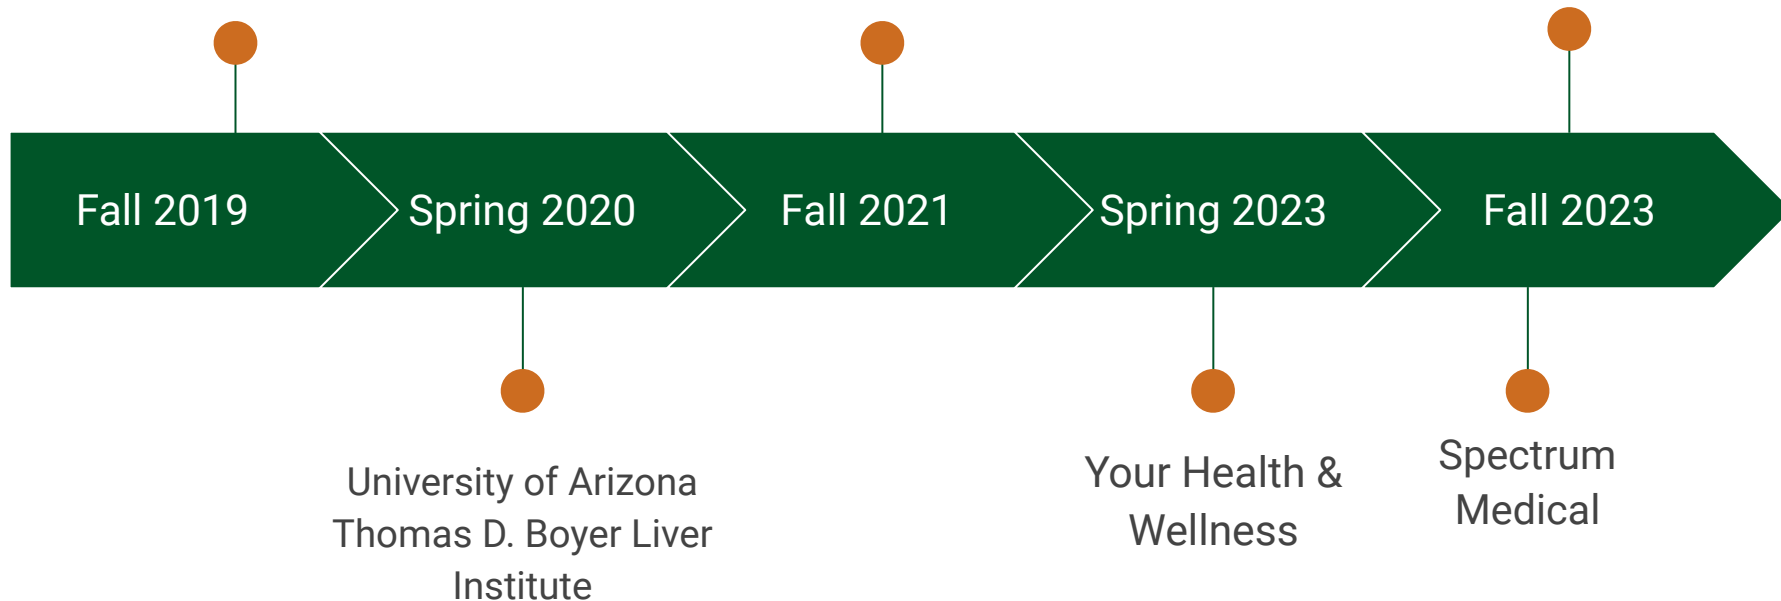 Fall 2019
Spring 2020
Fall 2021
Spring 2023
Fall 2023
University of Arizona
Thomas D. Boyer Liver
Institute
Your Health &
Wellness
Spectrum
Medical